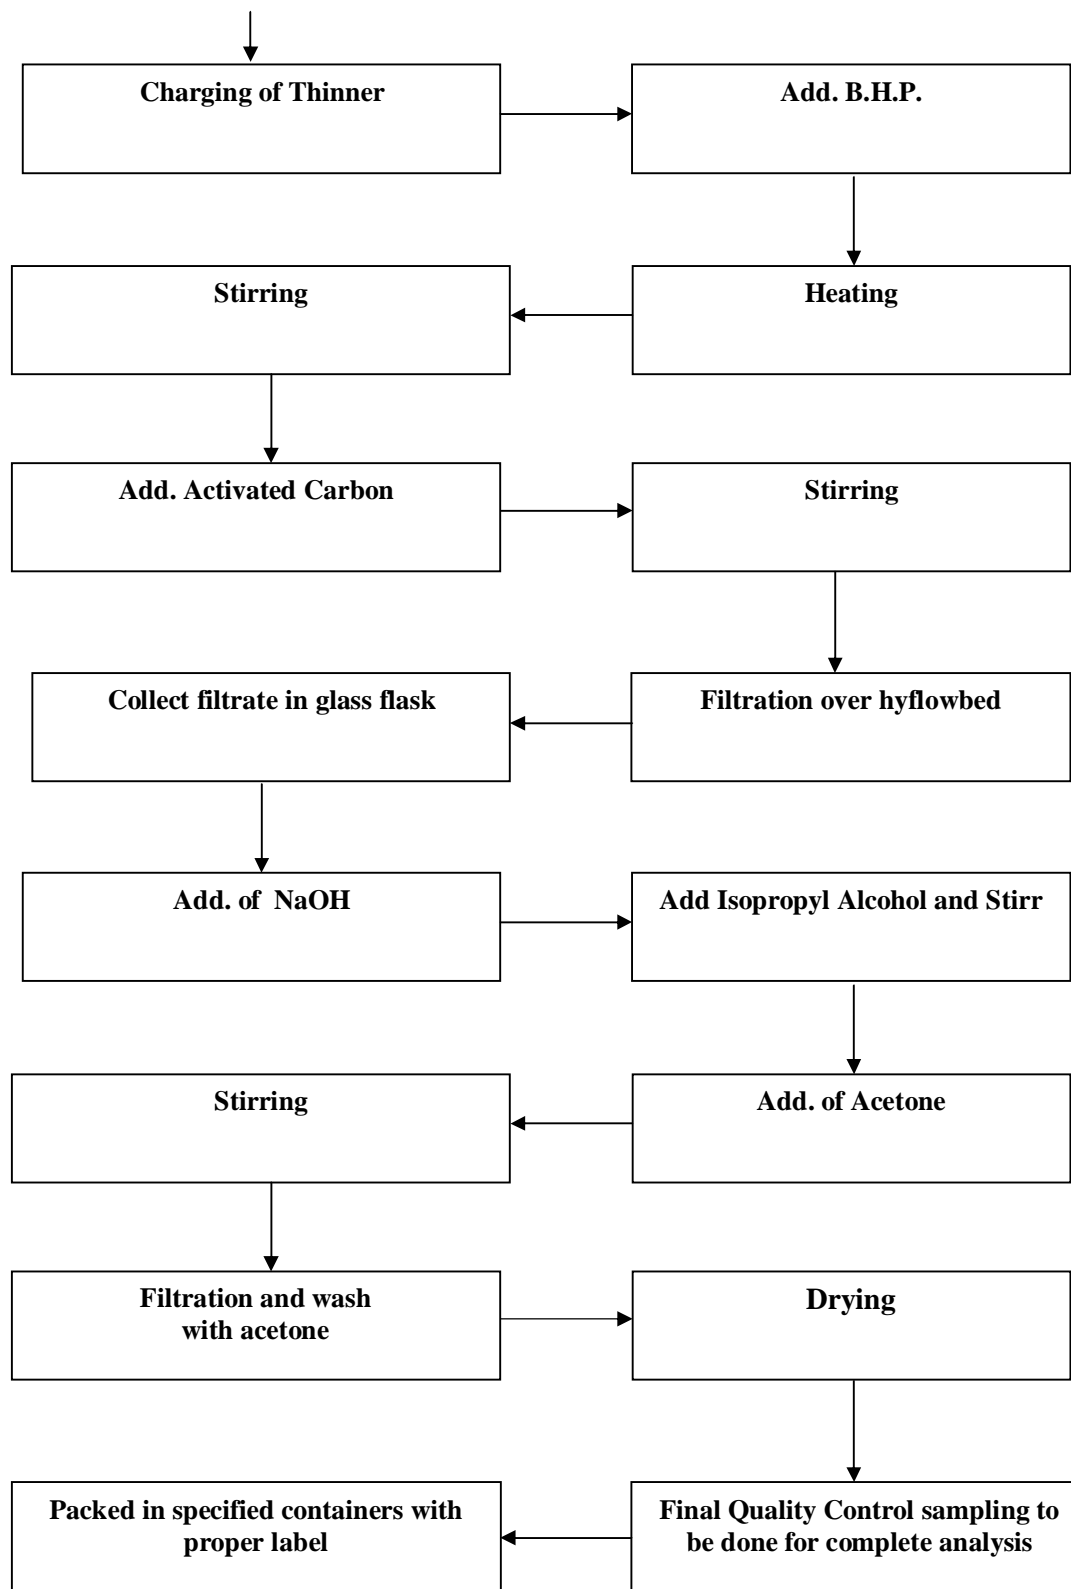 Charging of Thinner
Add. B.H.P.
Heating
Stirring
Add. Activated Carbon
Stirring
Filtration over hyflowbed
Collect filtrate in glass flask
Add. of NaOH
Add Isopropyl Alcohol and Stirr
Add. of Acetone
Stirring
Filtration and wash
with acetone
Drying
Final Quality Control sampling to
be done for complete analysis
Packed in specified containers with
proper label